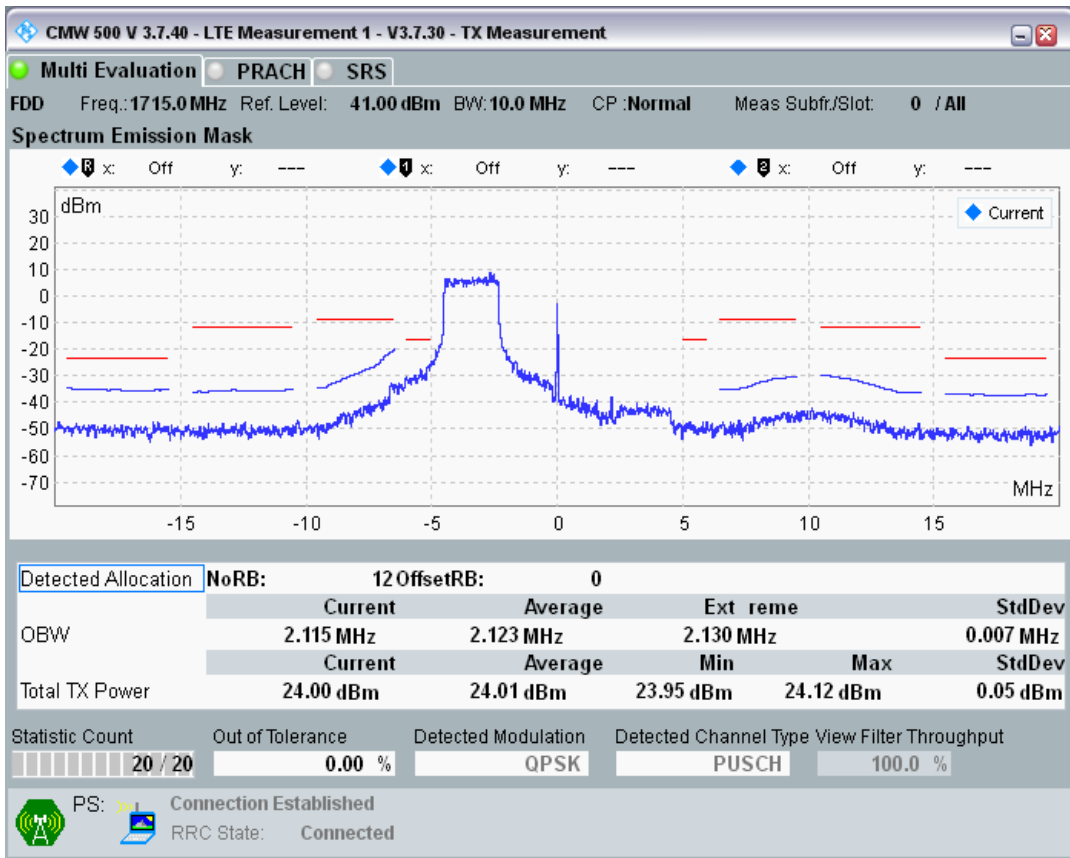 CMW 500 V 3.7.40 - LTE Measurement 1 - V3.7.30 - TX Measurement
Multi Evaluation PRACH SRS
FDD Freq.: 1715.0 MHz Ref. Level: 41.00 dBm BW: 10.0 MHz CP : Normal Meas Subfr./Slot: 0 / All
Spectrum Emission Mask
R x: Off y: --- 1 x: Off y: --- 2 x: Off y: ---
dBm
Current
30
20
10
0
-10
-20
-30
-40
-50
-60
-70
MHz
-15 -10 -5 0 5 10 15
Detected Allocation NoRB: 12 OffsetRB: 0
Current Average Ext reme StdDev
OBW 2.115 MHz 2.123 MHz 2.130 MHz 0.007 MHz
Current Average Min Max StdDev
Total TX Power 24.00 dBm 24.01 dBm 23.95 dBm 24.12 dBm 0.05 dBm
Statistic Count Out of Tolerance Detected Modulation Detected Channel Type View Filter Throughput
20 / 20 0.00 % QPSK PUSCH 100.0 %
PS: Connection Established
RRC State: Connected